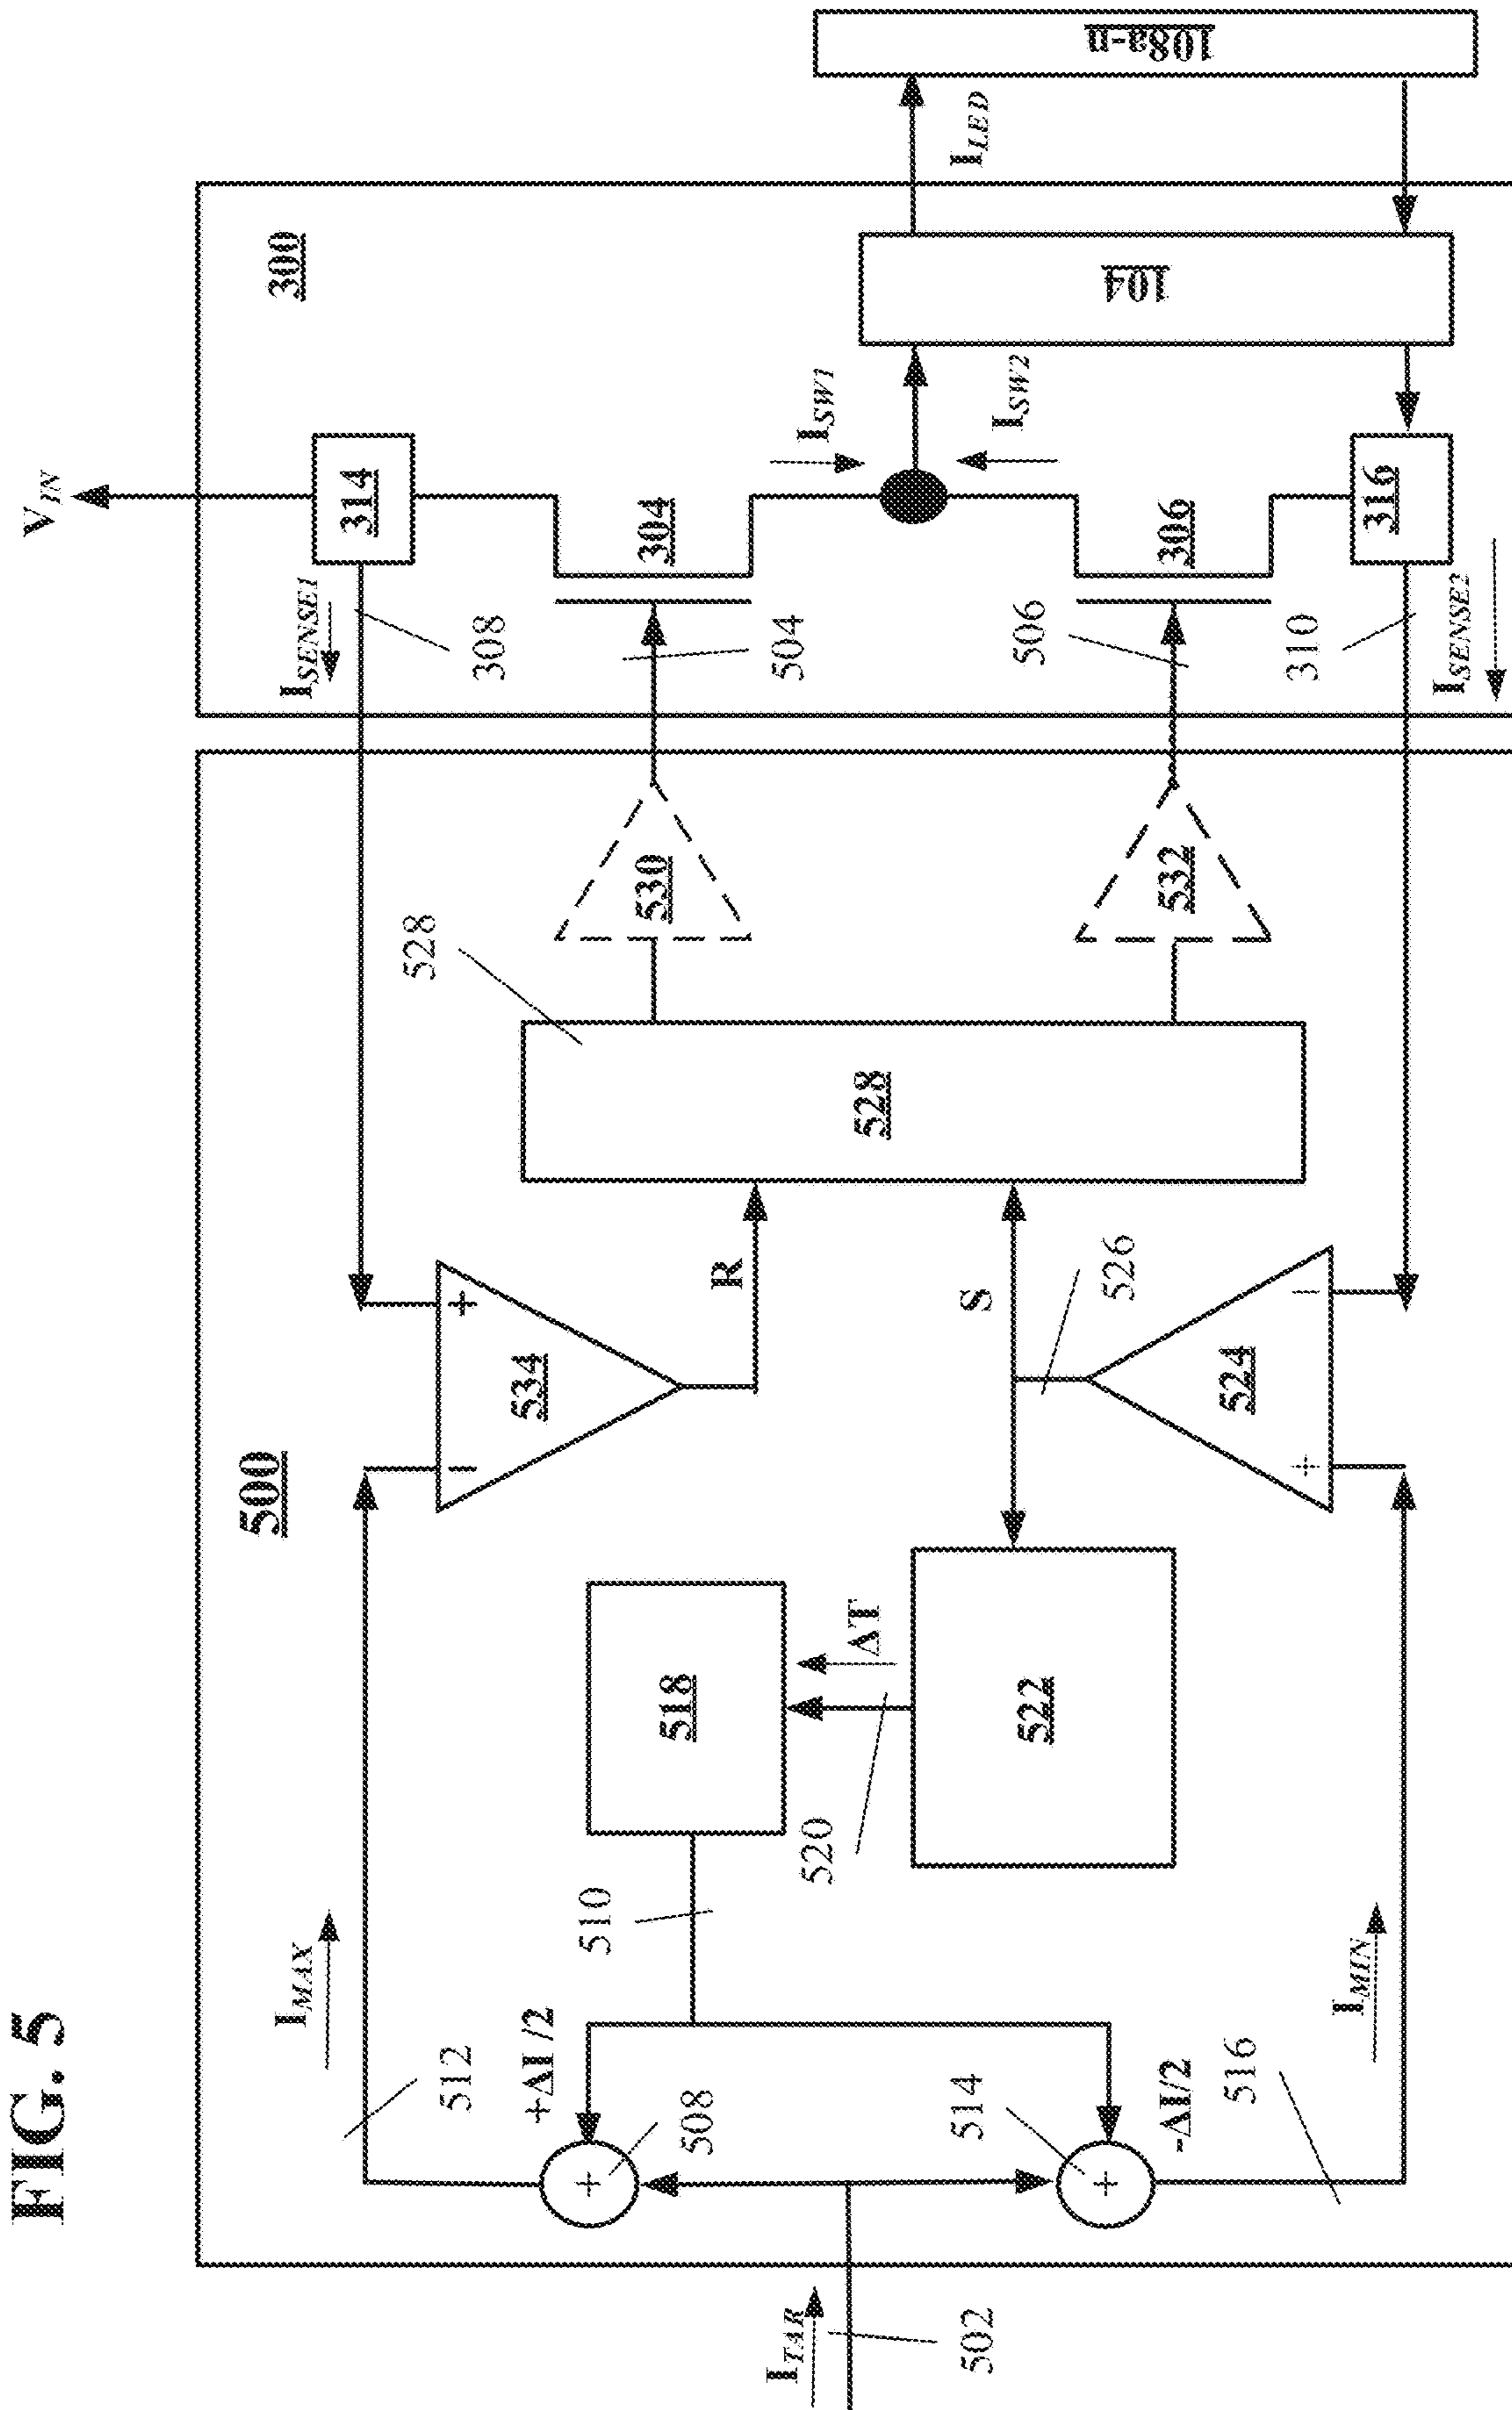 FIG. 5
500
300
V_IN
I_TAR
502
I_MAX
512
+ΔI /2
508
+
514
+
-ΔI/2
516
I_MIN
510
518
520
ΔT
522
534
−
+
R
S
526
524
+
−
528
528
530
532
I_SENSE1
308
504
506
310
I_SENSE2
314
304
306
316
I_SW1
I_SW2
104
I_LED
108a-n